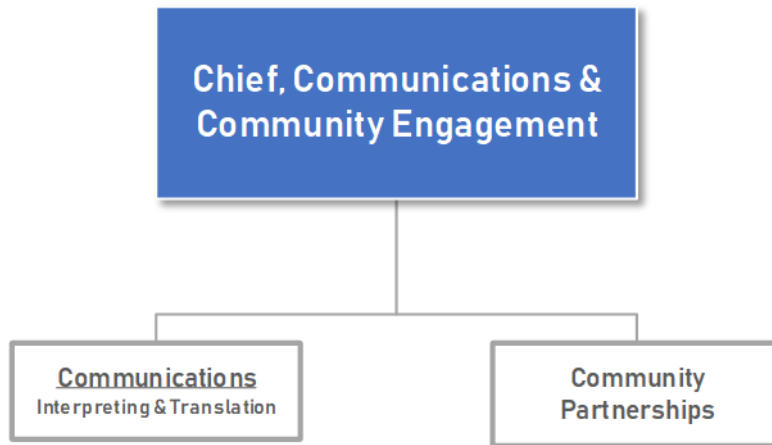 Chief, Communications &
Community Engagement
Communications
Interpreting & Translation
Community
Partnerships